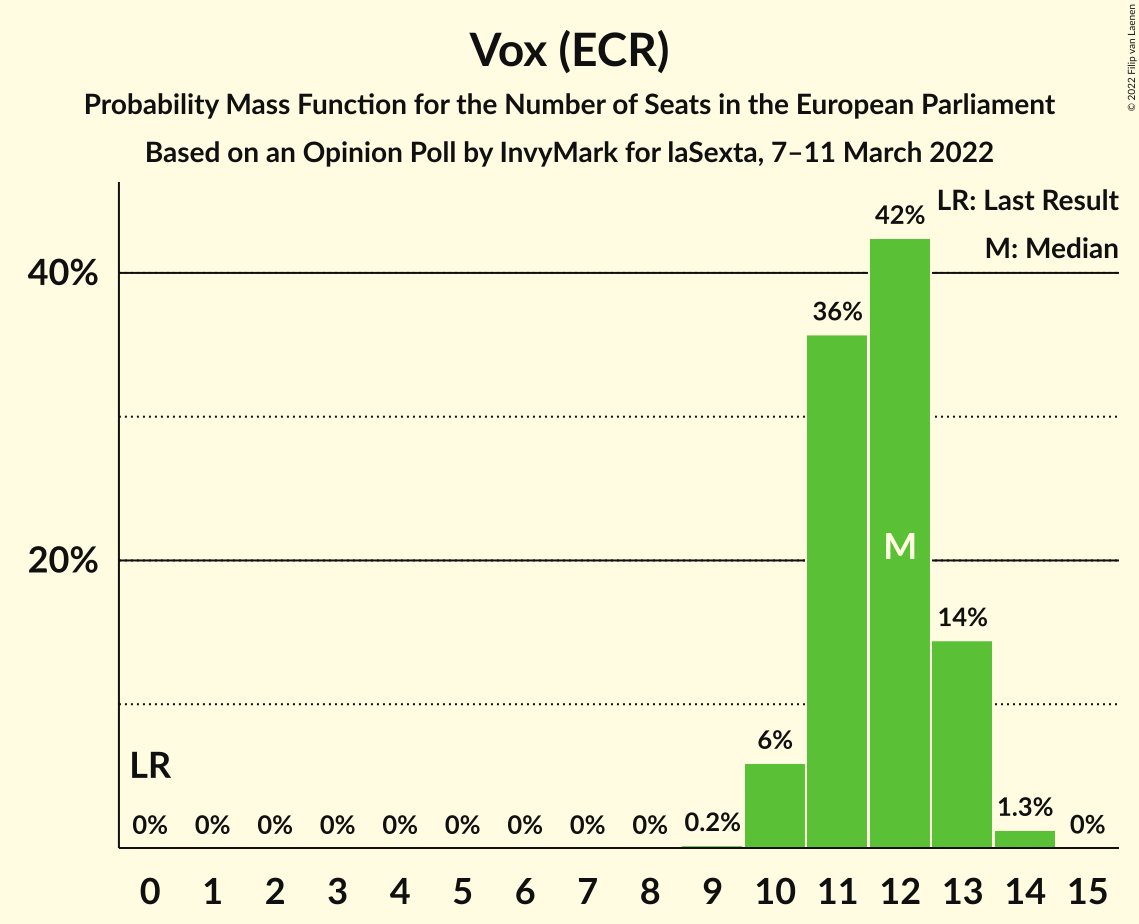 Vox (ECR)
Probability Mass Function for the Number of Seats in the European Parliament
Based on an Opinion Poll by InvyMark for laSexta, 7–11 March 2022
© 2022 Filip van Laenen
LR: Last Result
M: Median
42%
40%
36%
M
20%
14%
6%
LR
1.3%
0% 0% 0% 0% 0% 0% 0% 0% 0% 0.2% 0%
0 1 2 3 4 5 6 7 8 9 10 11 12 13 14 15